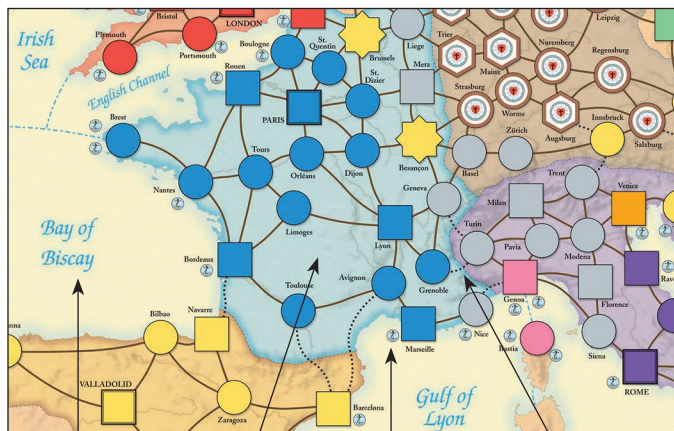 Irish
Sea
Plymouth
Bristol
LONDON
Portsmouth
English Channel
Boulogne
St.
Quentin
Brussels
Liege
Trier
Nuremburg
Leipzig
Rouen
St.
Dizier
Metz
Mainz
Regensburg
Strasburg
PARIS
Worms
Augsburg
Innsbruck
Salzburg
Brest
Tours
Orléans
Dijon
Besançon
Basel
Zürich
Nantes
Geneva
Trent
Milan
Venice
Limoges
Lyon
Turin
Pavia
Modena
Bay of
Biscay
Bordeaux
Toulouse
Avignon
Grenoble
Genoa
Florence
Navarre
Bilbao
Marseille
Nice
Bastia
Siena
VALLADOLID
Zaragoza
Barcelona
Gulf of
Lyon
ROME